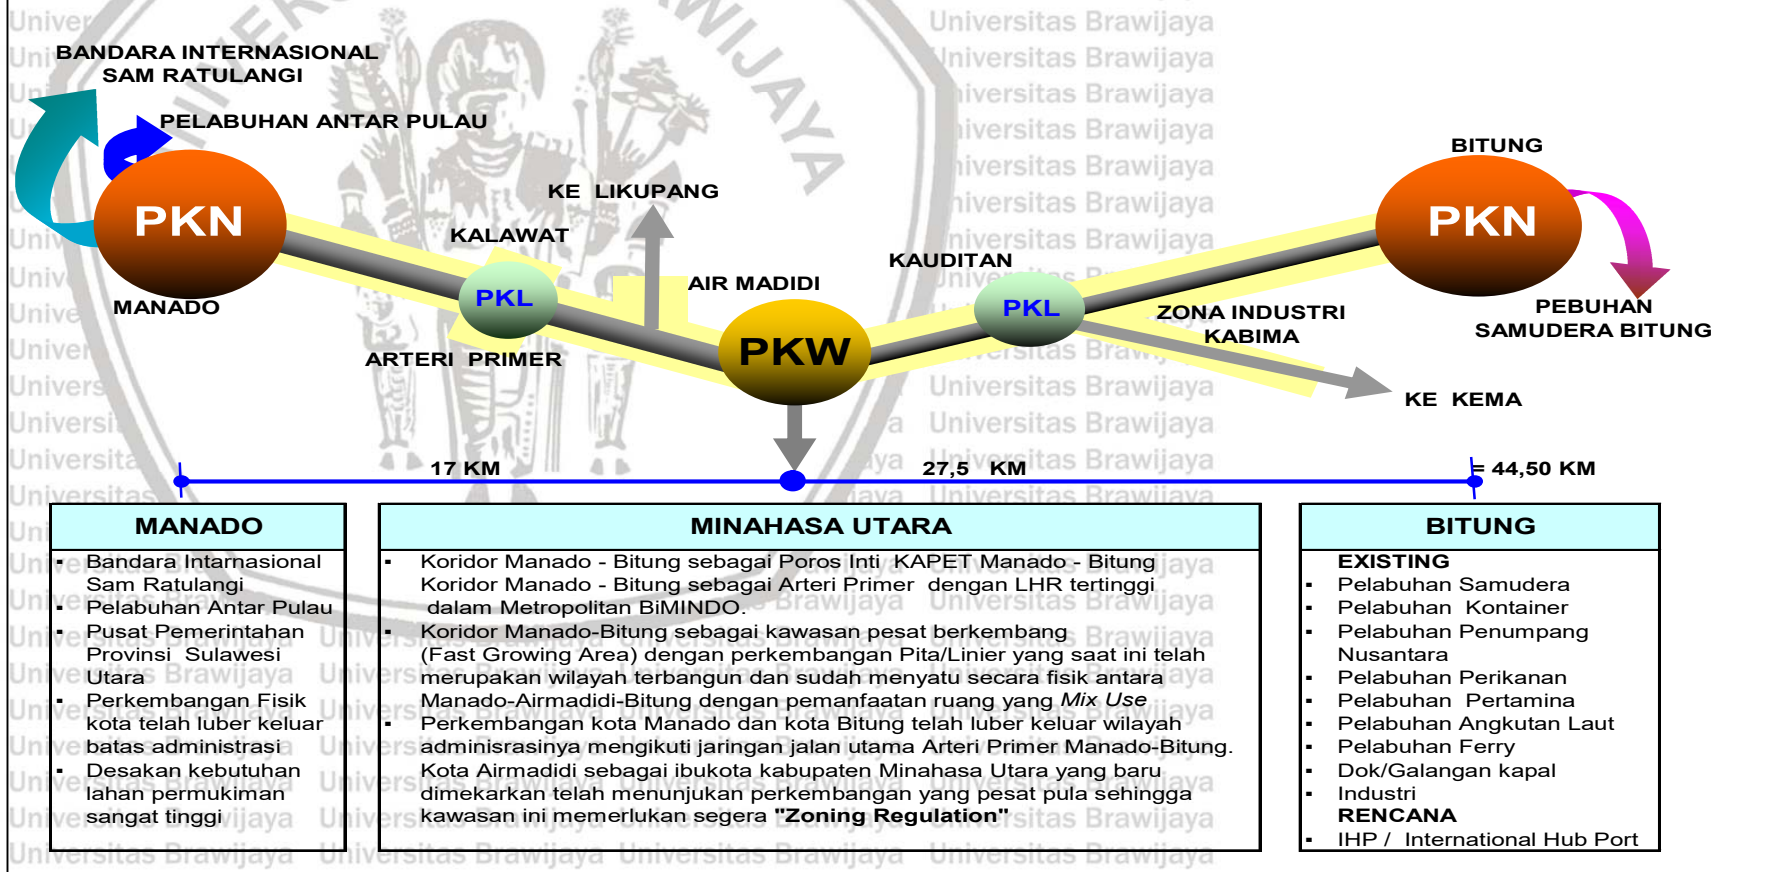 BANDARA INTERNASIONAL
SAM RATULANGI
PELABUHAN ANTAR PULAU
PKN
MANADO
KALAWAT
PKL
ARTERI PRIMER
KE LIKUPANG
AIR MADIDI
PKW
KAUDITAN
PKL
ZONA INDUSTRI
KABIMA
KE KEMA
BITUNG
PKN
PEBUHAN
SAMUDERA BITUNG
17 KM
27,5 KM
= 44,50 KM
MANADO
▪ Bandara Intarnasional
Sam Ratulangi
▪ Pelabuhan Antar Pulau
▪ Pusat Pemerintahan
Provinsi Sulawesi
Utara
▪ Perkembangan Fisik
kota telah luber keluar
batas administrasi
▪ Desakan kebutuhan
lahan permukiman
sangat tinggi
MINAHASA UTARA
▪ Koridor Manado - Bitung sebagai Poros Inti KAPET Manado - Bitung
Koridor Manado - Bitung sebagai Arteri Primer dengan LHR tertinggi
dalam Metropolitan BiMINDO.
▪ Koridor Manado-Bitung sebagai kawasan pesat berkembang
(Fast Growing Area) dengan perkembangan Pita/Linier yang saat ini telah
merupakan wilayah terbangun dan sudah menyatu secara fisik antara
Manado-Airmadidi-Bitung dengan pemanfaatan ruang yang Mix Use
▪ Perkembangan kota Manado dan kota Bitung telah luber keluar wilayah
adminisrasinya mengikuti jaringan jalan utama Arteri Primer Manado-Bitung.
Kota Airmadidi sebagai ibukota kabupaten Minahasa Utara yang baru
dimekarkan telah menunjukan perkembangan yang pesat pula sehingga
kawasan ini memerlukan segera "Zoning Regulation"
BITUNG
EXISTING
▪ Pelabuhan Samudera
▪ Pelabuhan Kontainer
▪ Pelabuhan Penumpang
Nusantara
▪ Pelabuhan Perikanan
▪ Pelabuhan Pertamina
▪ Pelabuhan Angkutan Laut
▪ Pelabuhan Ferry
▪ Dok/Galangan kapal
▪ Industri
RENCANA
▪ IHP / International Hub Port